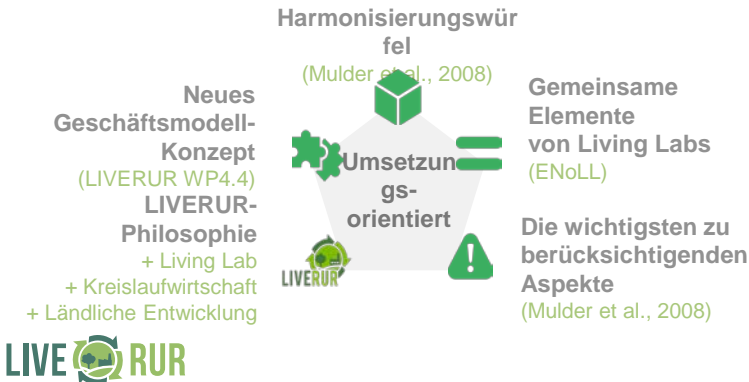 Harmonisierungswür
fel
(Mulder et al., 2008)
Neues
Geschäftsmodell-
Konzept
(LIVERUR WP4.4)
LIVERUR-
Philosophie
+ Living Lab
+ Kreislaufwirtschaft
+ Ländliche Entwicklung
Umsetzun
gs-
orientiert
Gemeinsame
Elemente
von Living Labs
(ENoLL)
Die wichtigsten zu
berücksichtigenden
Aspekte
(Mulder et al., 2008)
LIVERUR
LIVE RUR